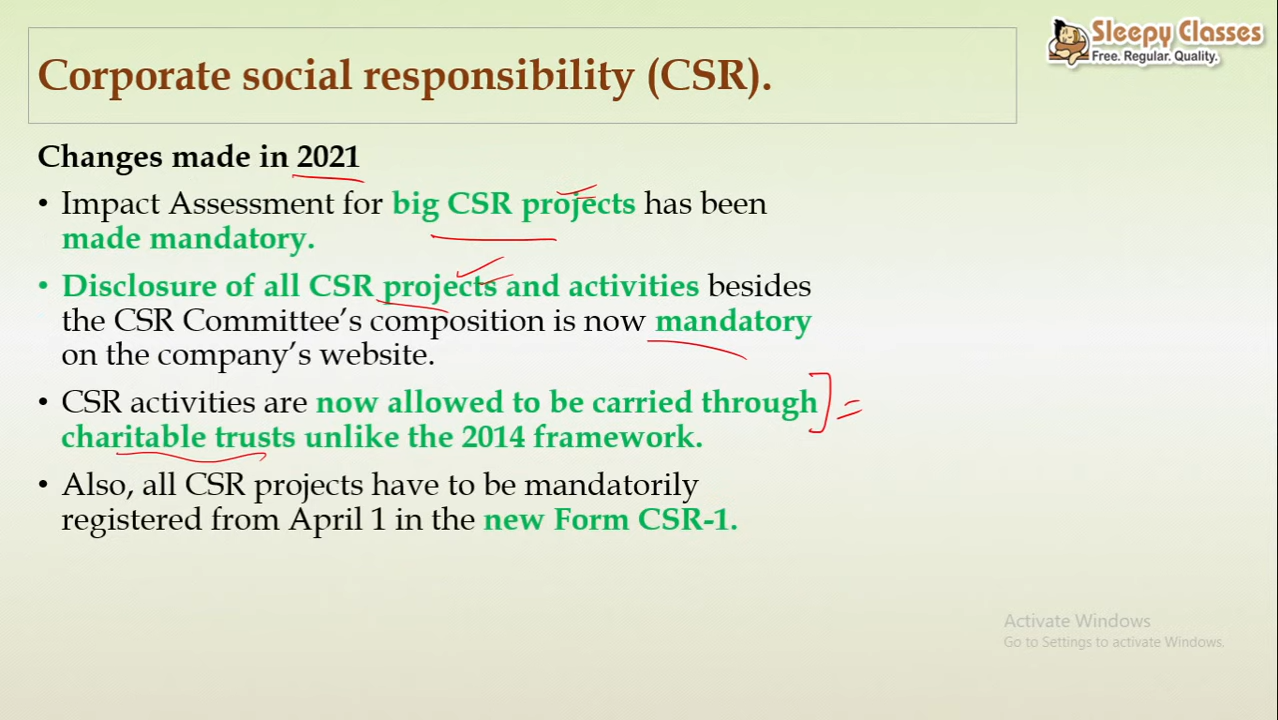 Sleepy Classes
Free. Regular. Quality.
Corporate social responsibility (CSR).
Changes made in 2021
• Impact Assessment for big CSR projects has been
made mandatory.
• Disclosure of all CSR projects and activities besides
the CSR Committee's composition is now mandatory
on the company's website.
• CSR activities are now allowed to be carried through
charitable trusts unlike the 2014 framework.
• Also, all CSR projects have to be mandatorily
registered from April 1 in the new Form CSR-1.
Activate Windows
Go to Settings to activate Windows.